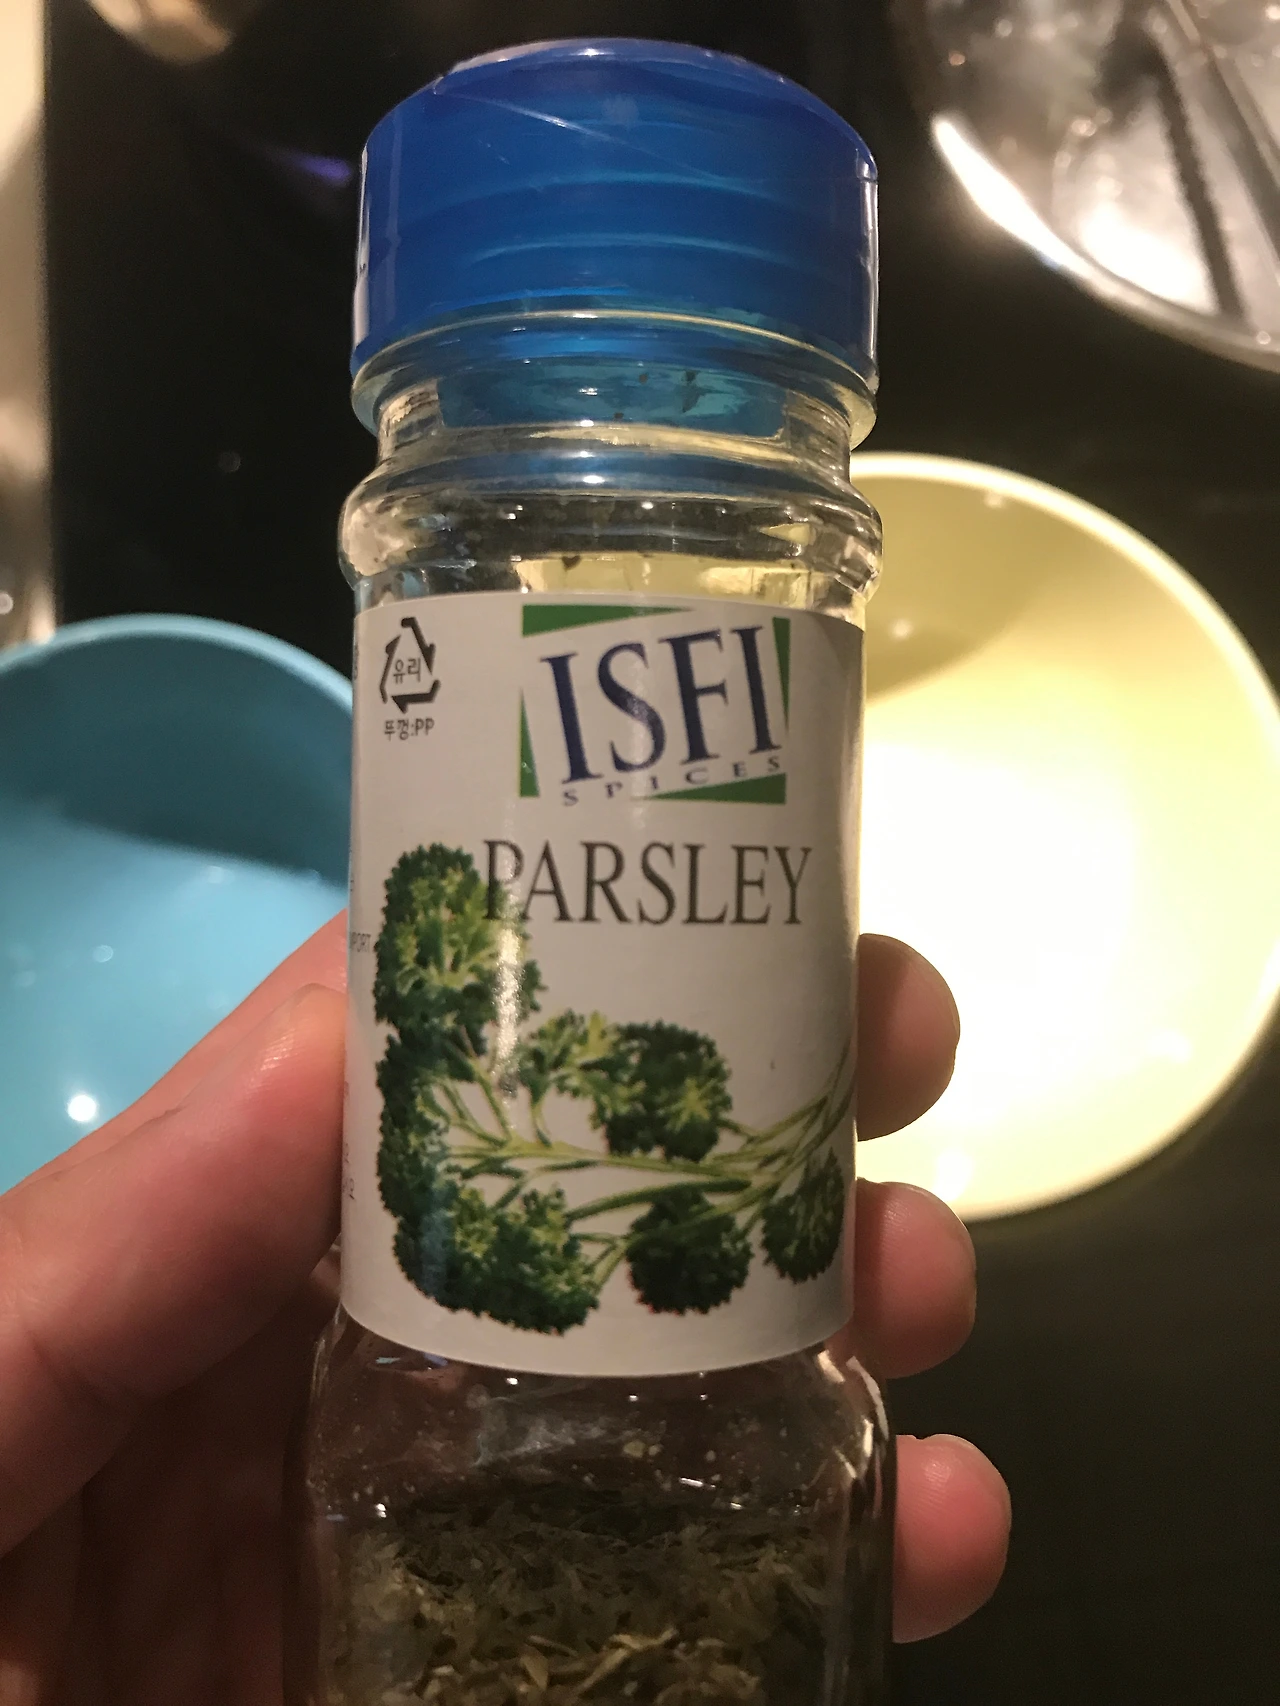 유리
뚜껑:PP
ISFI
SPICES
PARSLEY